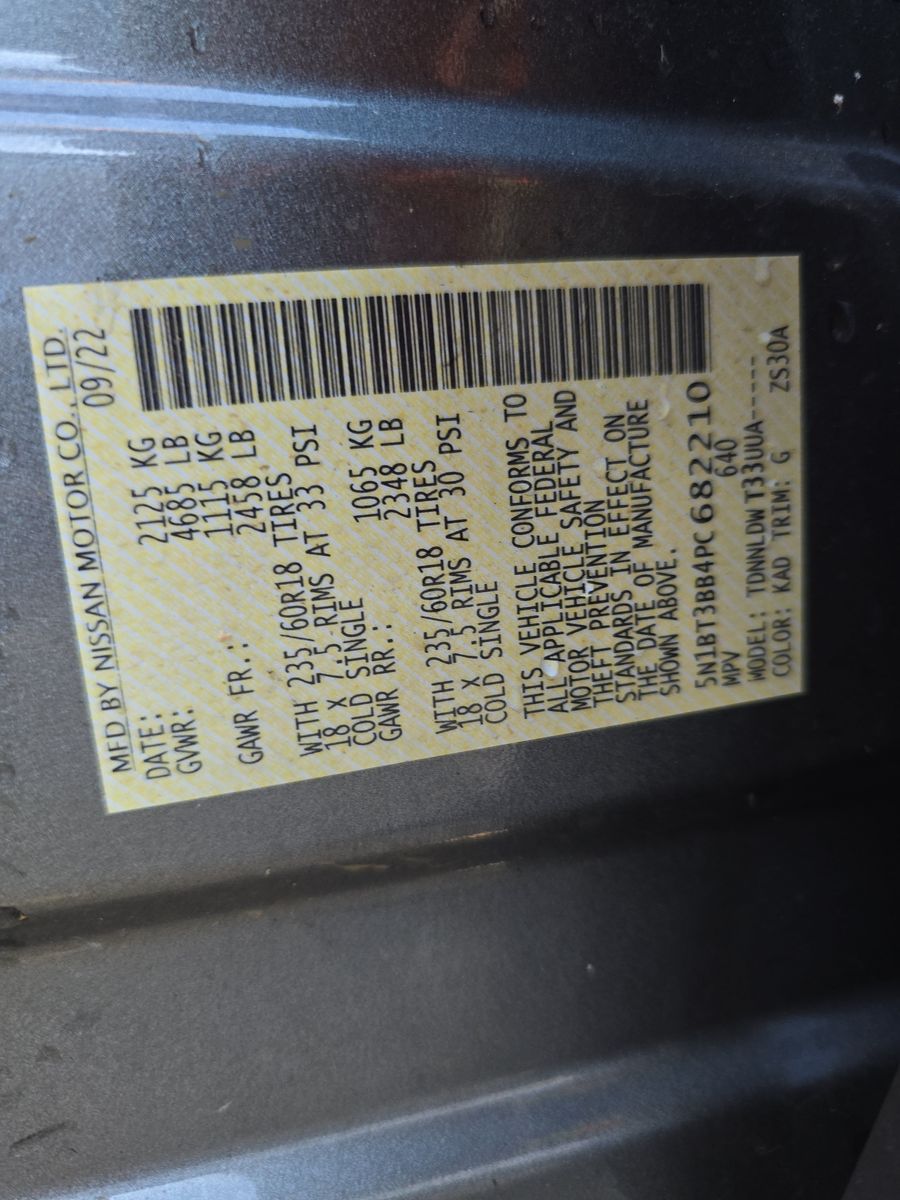 MFD BY NISSAN MOTOR CO., LTD.
DATE: 09/22
GVWR: 2125 KG
4685 LB
GAWR FR.: 1115 KG
2458 LB
WITH 235/60R18 TIRES
18 X 7.5 RIMS AT 33 PSI
COLD SINGLE
GAWR RR.: 1065 KG
2348 LB
WITH 235/60R18 TIRES
18 X 7.5 RIMS AT 30 PSI
COLD SINGLE
THIS VEHICLE CONFORMS TO
ALL APPLICABLE FEDERAL
MOTOR VEHICLE SAFETY AND
THEFT PREVENTION
STANDARDS IN EFFECT ON
THE DATE OF MANUFACTURE
SHOWN ABOVE.
5N1BT3BB4PC682210
MPV 640
MODEL: TDNNLDWT33UUA-----
COLOR: KAD TRIM: G ZS30A